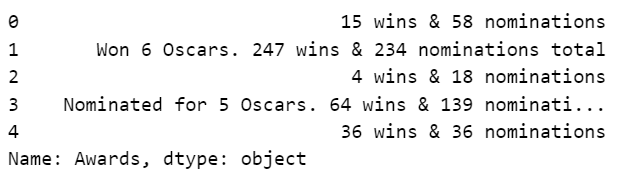 0 15 wins & 58 nominations
1 Won 6 Oscars. 247 wins & 234 nominations total
2 4 wins & 18 nominations
3 Nominated for 5 Oscars. 64 wins & 139 nominati...
4 36 wins & 36 nominations
Name: Awards, dtype: object